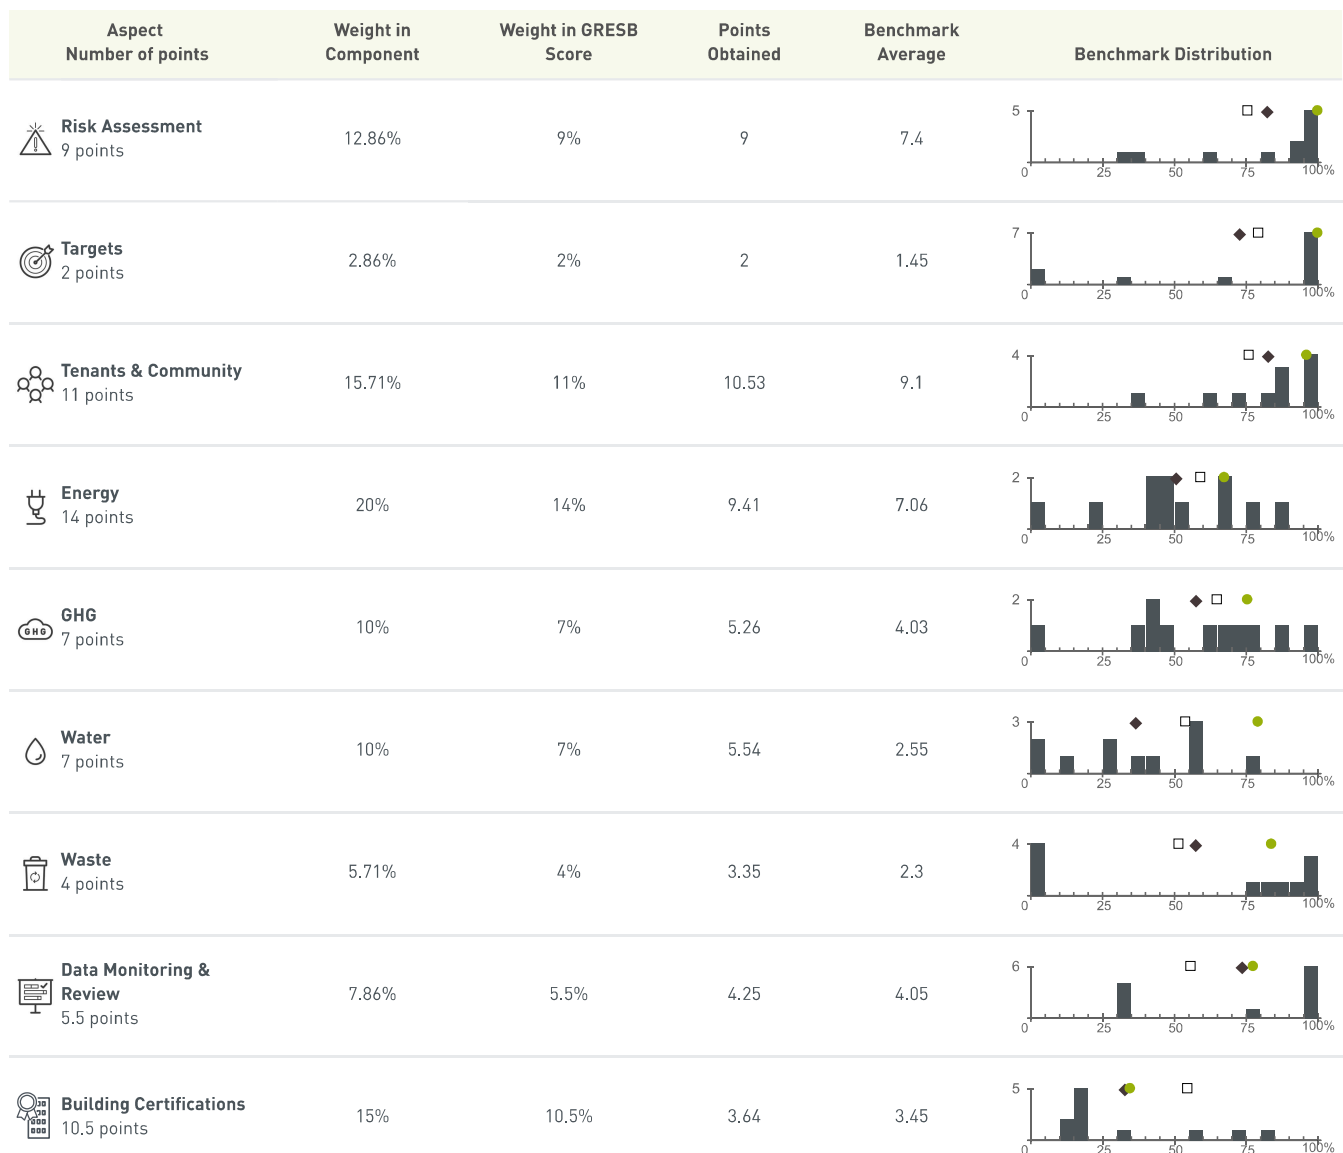 Aspect
Number of points
Weight in
Component
Weight in GRESB
Score
Points
Obtained
Benchmark
Average
Benchmark Distribution
Risk Assessment
9 points
12.86%
9%
9
7.4
5
0 25 50 75 100%
Targets
2 points
2.86%
2%
2
1.45
7
0 25 50 75 100%
Tenants & Community
11 points
15.71%
11%
10.53
9.1
4
0 25 50 75 100%
Energy
14 points
20%
14%
9.41
7.06
2
0 25 50 75 100%
GHG
GHG
7 points
10%
7%
5.26
4.03
2
0 25 50 75 100%
Water
7 points
10%
7%
5.54
2.55
3
0 25 50 75 100%
Waste
4 points
5.71%
4%
3.35
2.3
4
0 25 50 75 100%
Data Monitoring &
Review
5.5 points
7.86%
5.5%
4.25
4.05
6
0 25 50 75 100%
Building Certifications
10.5 points
15%
10.5%
3.64
3.45
5
0 25 50 75 100%